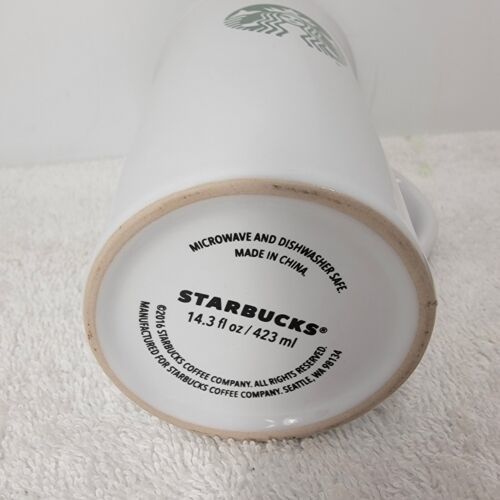 MICROWAVE AND DISHWASHER SAFE.
MADE IN CHINA.
STARBUCKS®
14.3 fl oz / 423 ml
©2016 STARBUCKS COFFEE COMPANY. ALL RIGHTS RESERVED.
MANUFACTURED FOR STARBUCKS COFFEE COMPANY. SEATTLE, WA 98134